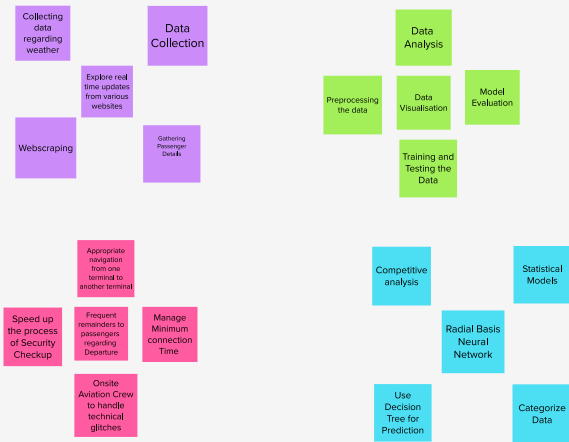 Collecting
data
regarding
weather
Data
Collection
Explore real
time updates
from various
websites
Webscraping
Gathering
Passenger
Details
Data
Analysis
Preprocessing
the data
Data
Visualisation
Model
Evaluation
Training and
Testing the
Data
Appropriate
navigation
from one
terminal to
another terminal
Speed up
the process
of Security
Checkup
Frequent
remainders to
passengers
regarding
Departure
Manage
Minimum
connection
Time
Onsite
Aviation Crew
to handle
technical
glitches
Competitive
analysis
Statistical
Models
Radial Basis
Neural
Network
Use
Decision
Tree for
Prediction
Categorize
Data